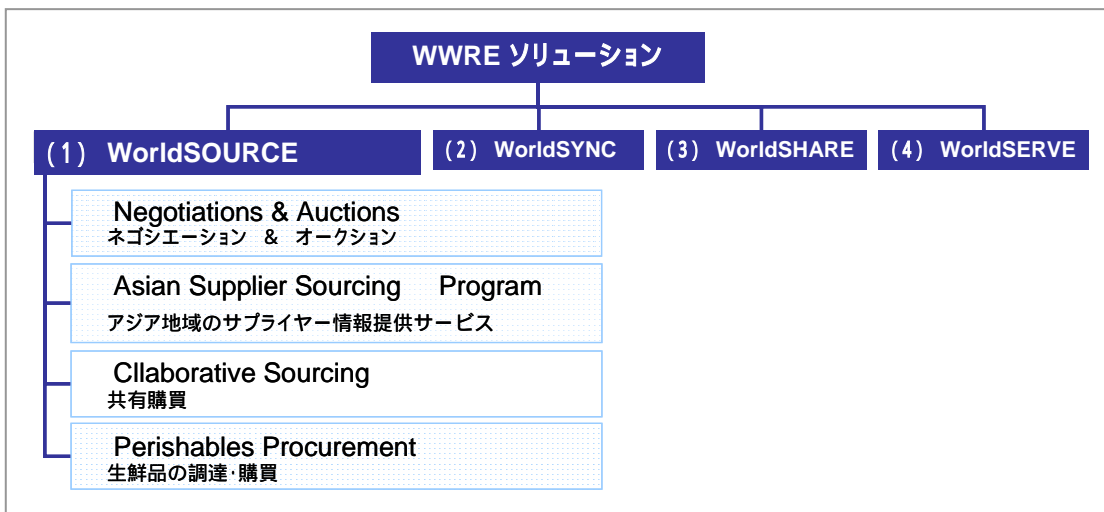 WWRE ソリューション
(1) WorldSOURCE
(2) WorldSYNC
(3) WorldSHARE
(4) WorldSERVE
Negotiations & Auctions
ネゴシエーション & オークション
Asian Supplier Sourcing Program
アジア地域のサプライヤー情報提供サービス
Cllaborative Sourcing
共有購買
Perishables Procurement
生鮮品の調達・購買